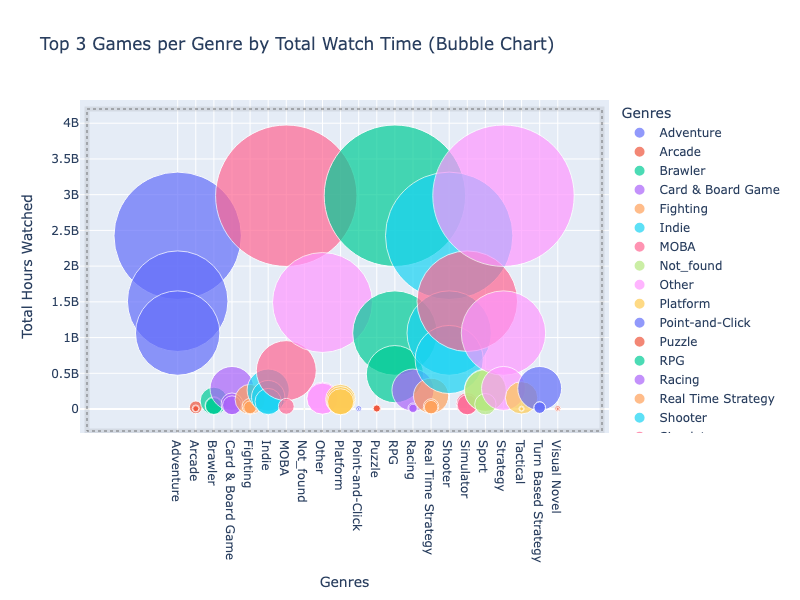 Top 3 Games per Genre by Total Watch Time (Bubble Chart)
Total Hours Watched
4B
3.5B
3B
2.5B
2B
1.5B
1B
0.5B
0
Adventure
Arcade
Brawler
Card & Board Game
Fighting
Indie
MOBA
Not_found
Other
Platform
Point-and-Click
Puzzle
RPG
Racing
Real Time Strategy
Shooter
Simulator
Sport
Strategy
Tactical
Turn Based Strategy
Visual Novel
Genres
Genres
Adventure
Arcade
Brawler
Card & Board Game
Fighting
Indie
MOBA
Not_found
Other
Platform
Point-and-Click
Puzzle
RPG
Racing
Real Time Strategy
Shooter